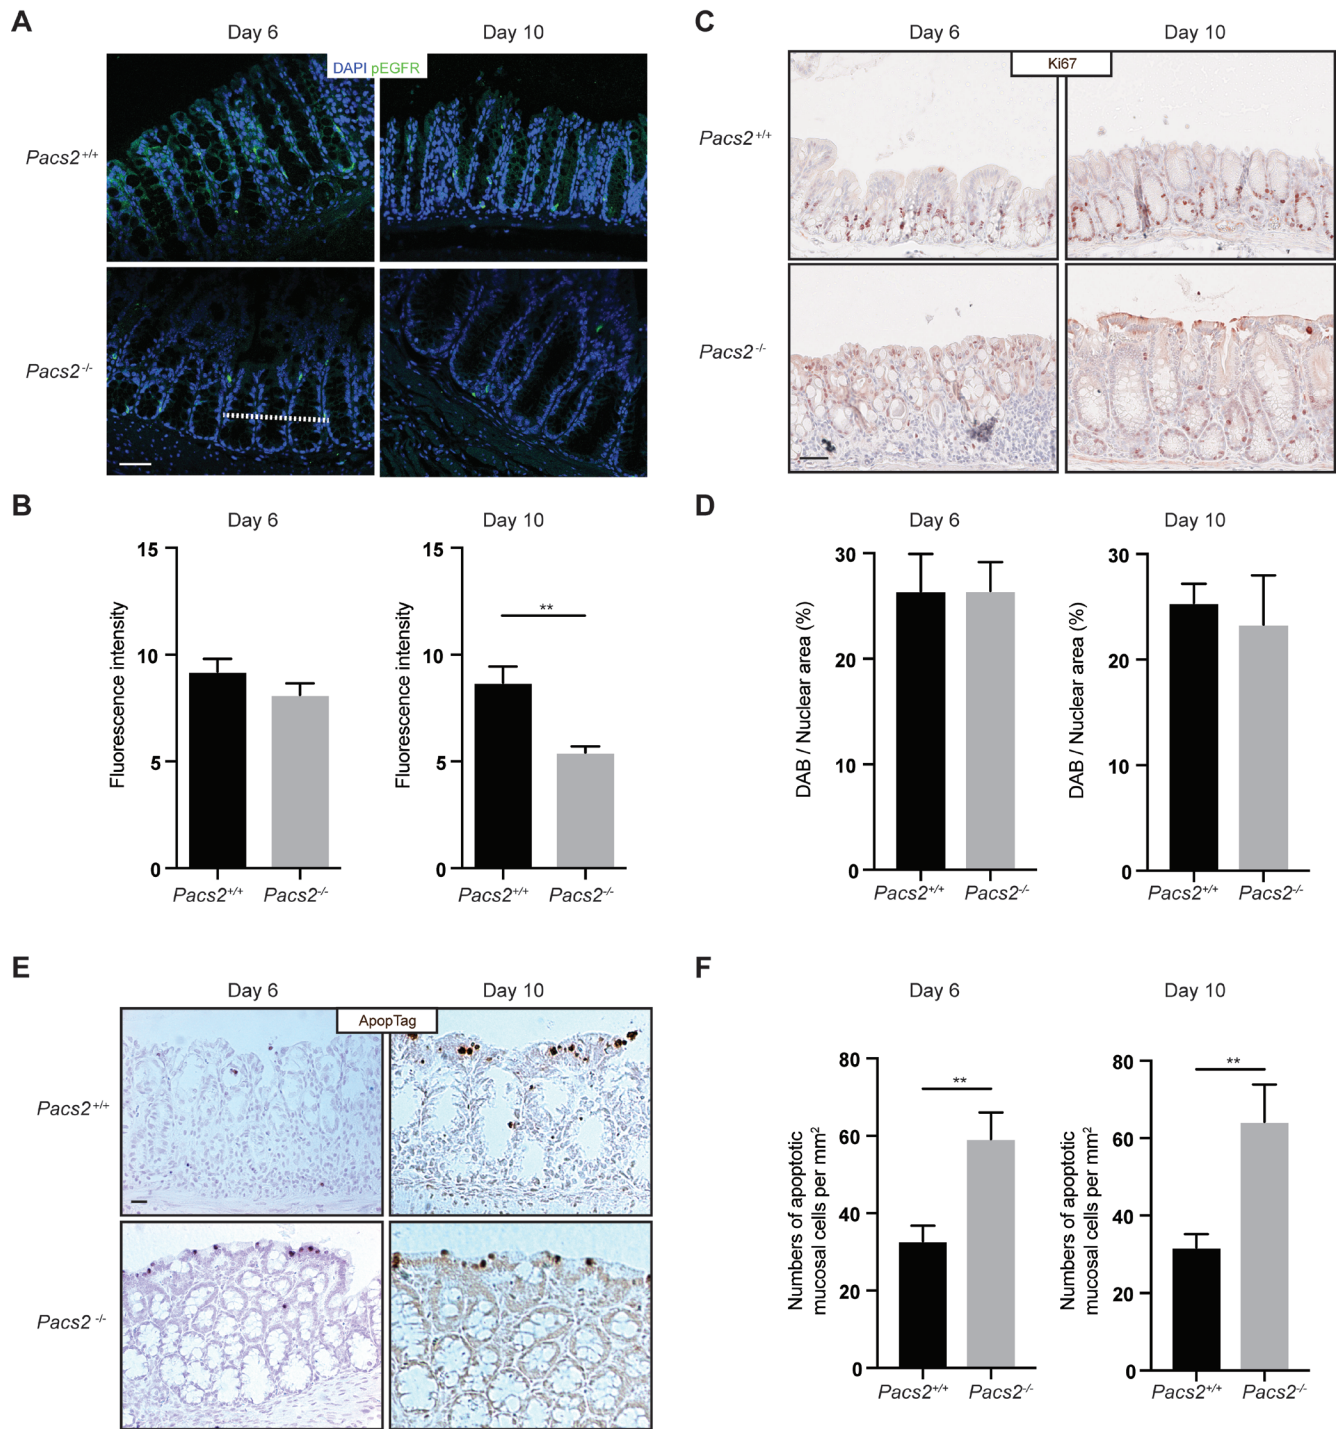 A
Day 6
Day 10
DAPI pEGFR
Pacs2+/+
Pacs2-/-
C
Day 6
Day 10
Ki67
Pacs2+/+
Pacs2-/-
B
Day 6
Day 10
Fluorescence intensity
15
10
5
0
Pacs2+/+
Pacs2-/-
Fluorescence intensity
15
10
5
0
**
Pacs2+/+
Pacs2-/-
D
Day 6
Day 10
DAB / Nuclear area (%)
30
20
10
0
Pacs2+/+
Pacs2-/-
DAB / Nuclear area (%)
30
20
10
0
Pacs2+/+
Pacs2-/-
E
Day 6
Day 10
ApopTag
Pacs2+/+
Pacs2 -/-
F
Day 6
Day 10
Numbers of apoptotic
mucosal cells per mm²
80
60
40
20
0
**
Pacs2+/+
Pacs2-/-
Numbers of apoptotic
mucosal cells per mm²
80
60
40
20
0
**
Pacs2+/+
Pacs2-/-